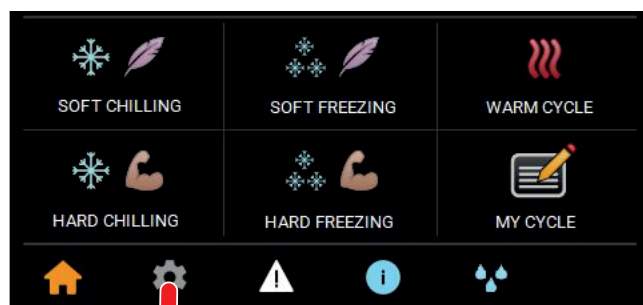 SOFT CHILLING
SOFT FREEZING
WARM CYCLE
HARD CHILLING
HARD FREEZING
MY CYCLE